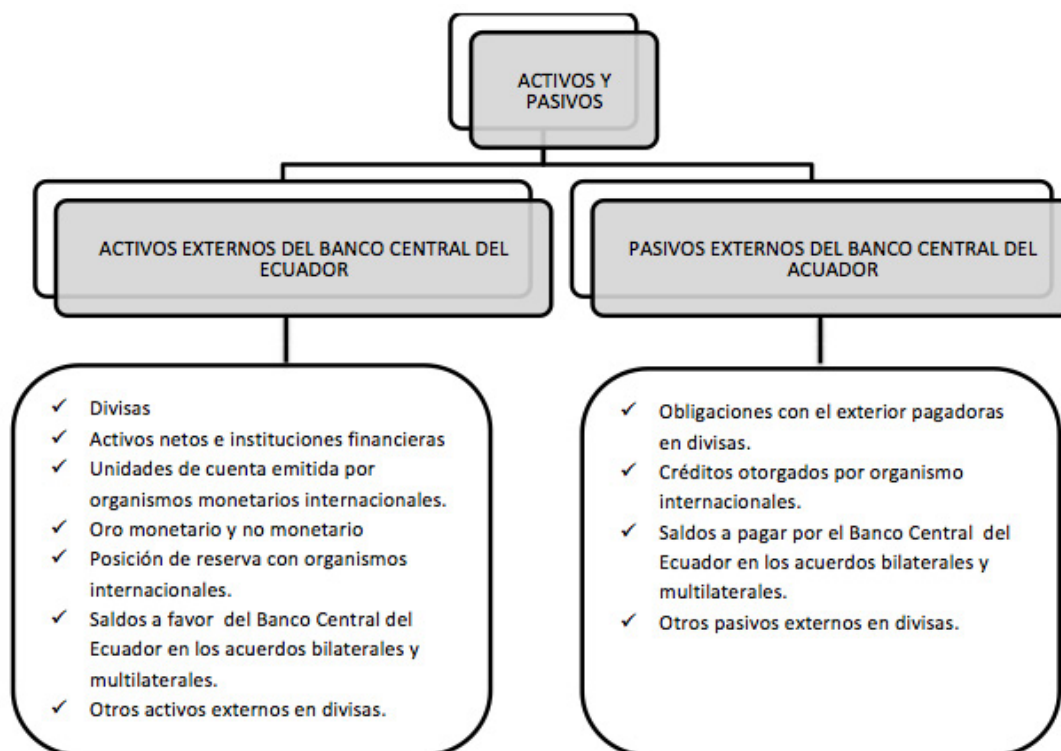 ACTIVOS Y
PASIVOS
ACTIVOS EXTERNOS DEL BANCO CENTRAL DEL
ECUADOR
✓ Divisas
✓ Activos netos e instituciones financieras
✓ Unidades de cuenta emitida por
organismos monetarios internacionales.
✓ Oro monetario y no monetario
✓ Posición de reserva con organismos
internacionales.
✓ Saldos a favor del Banco Central del
Ecuador en los acuerdos bilaterales y
multilaterales.
✓ Otros activos externos en divisas.
PASIVOS EXTERNOS DEL BANCO CENTRAL DEL
ACUADOR
✓ Obligaciones con el exterior pagadoras
en divisas.
✓ Créditos otorgados por organismo
internacionales.
✓ Saldos a pagar por el Banco Central del
Ecuador en los acuerdos bilaterales y
multilaterales.
✓ Otros pasivos externos en divisas.